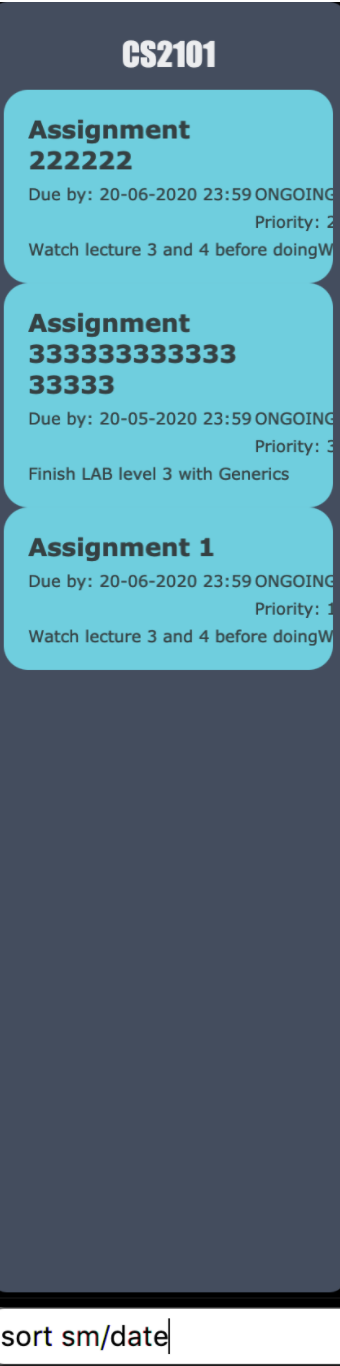 CS2101
Assignment
222222
Due by: 20-06-2020 23:59 ONGOING
Priority: 2
Watch lecture 3 and 4 before doingW
Assignment
333333333333
33333
Due by: 20-05-2020 23:59 ONGOING
Priority: 3
Finish LAB level 3 with Generics
Assignment 1
Due by: 20-06-2020 23:59 ONGOING
Priority: 1
Watch lecture 3 and 4 before doingW
sort sm/date